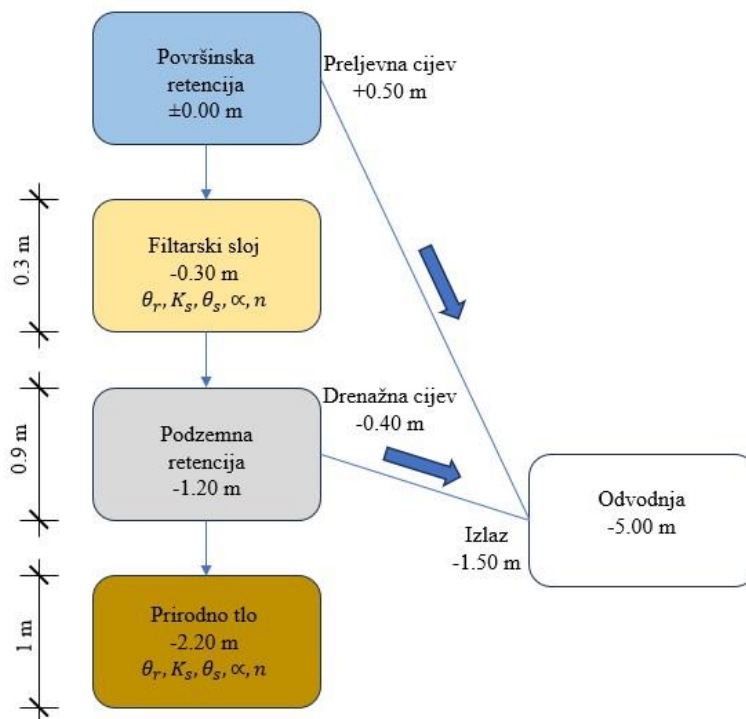 Površinska
retencija
±0.00 m
Preljevna cijev
+0.50 m
0.3 m
Filtarski sloj
-0.30 m
θr, Ks, θs, ∝, n
0.9 m
Podzemna
retencija
-1.20 m
Drenažna cijev
-0.40 m
Izlaz
-1.50 m
Odvodnja
-5.00 m
1 m
Prirodno tlo
-2.20 m
θr, Ks, θs, ∝, n